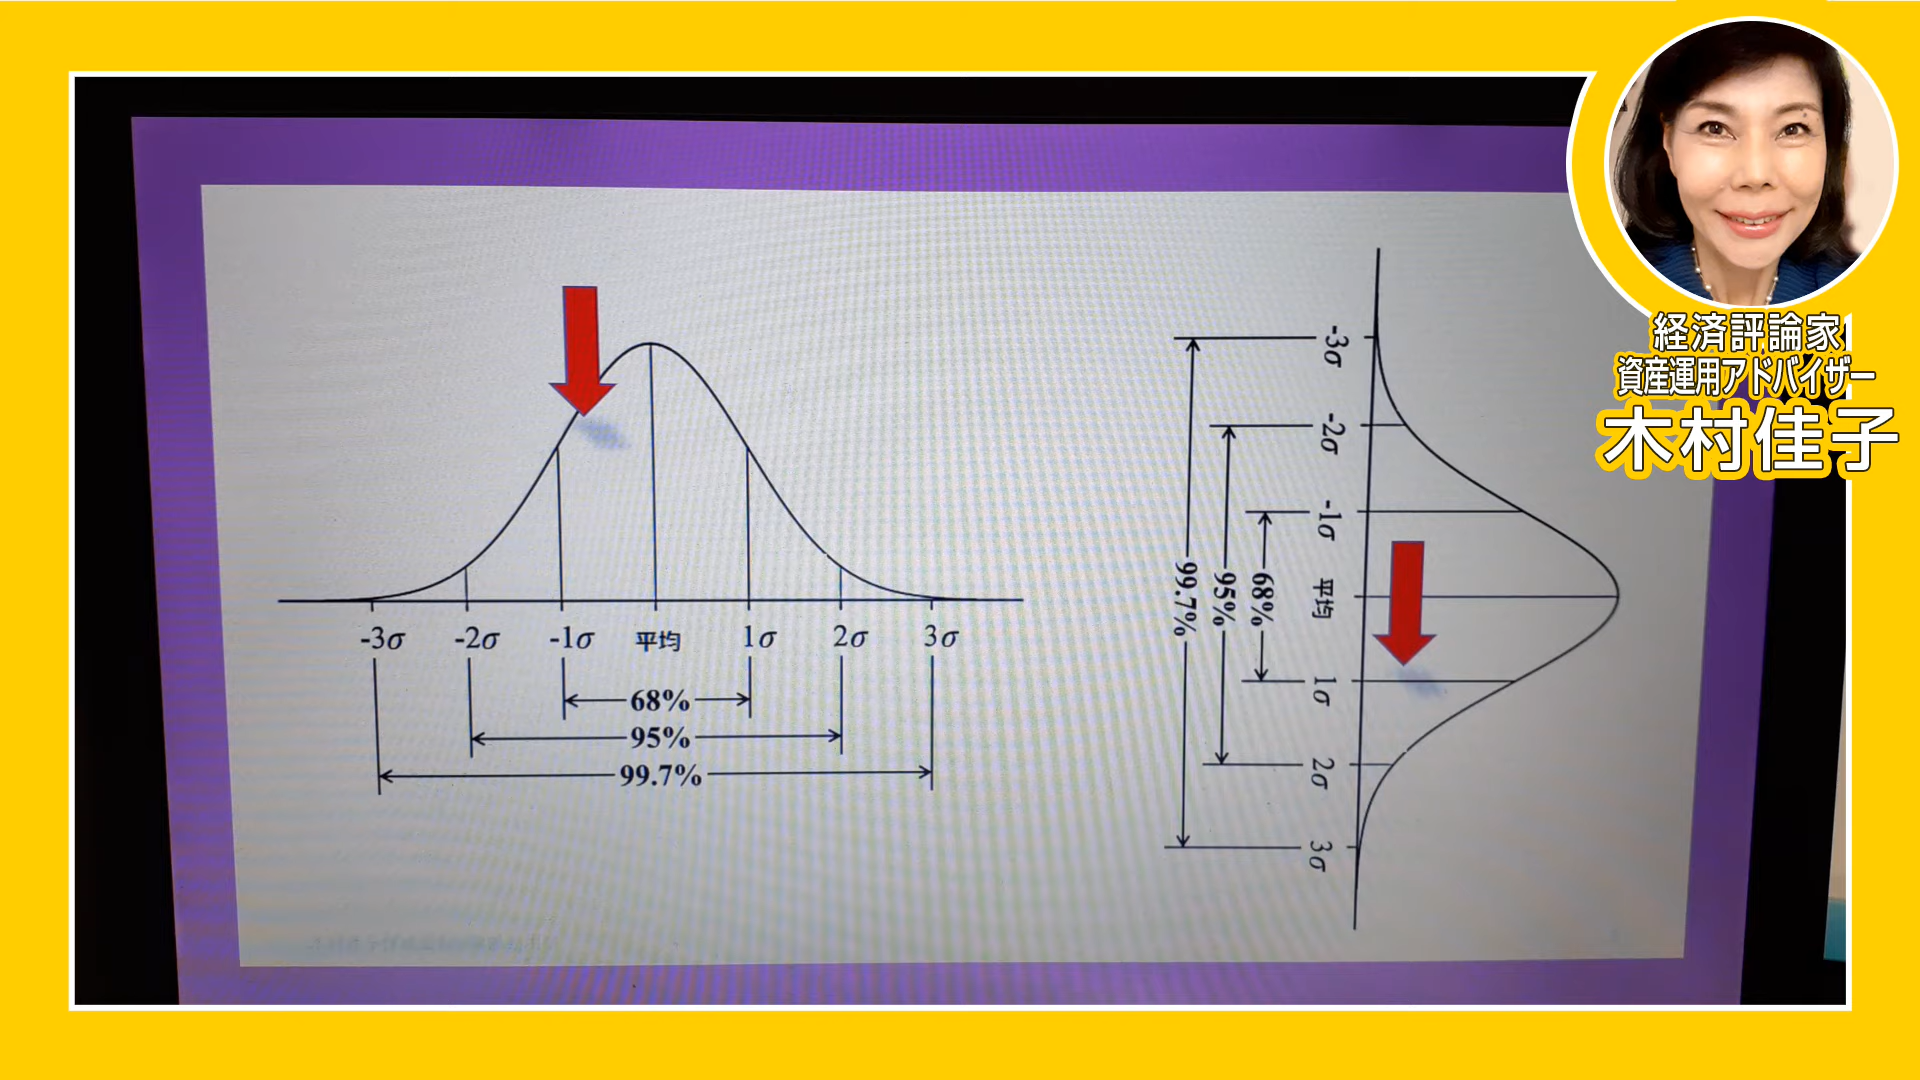 -3σ -2σ -1σ 平均 1σ 2σ 3σ
68%
95%
99.7%
-3σ
-2σ
-1σ
平均
1σ
2σ
3σ
68%
95%
99.7%
経済評論家
資産運用アドバイザー
木村佳子